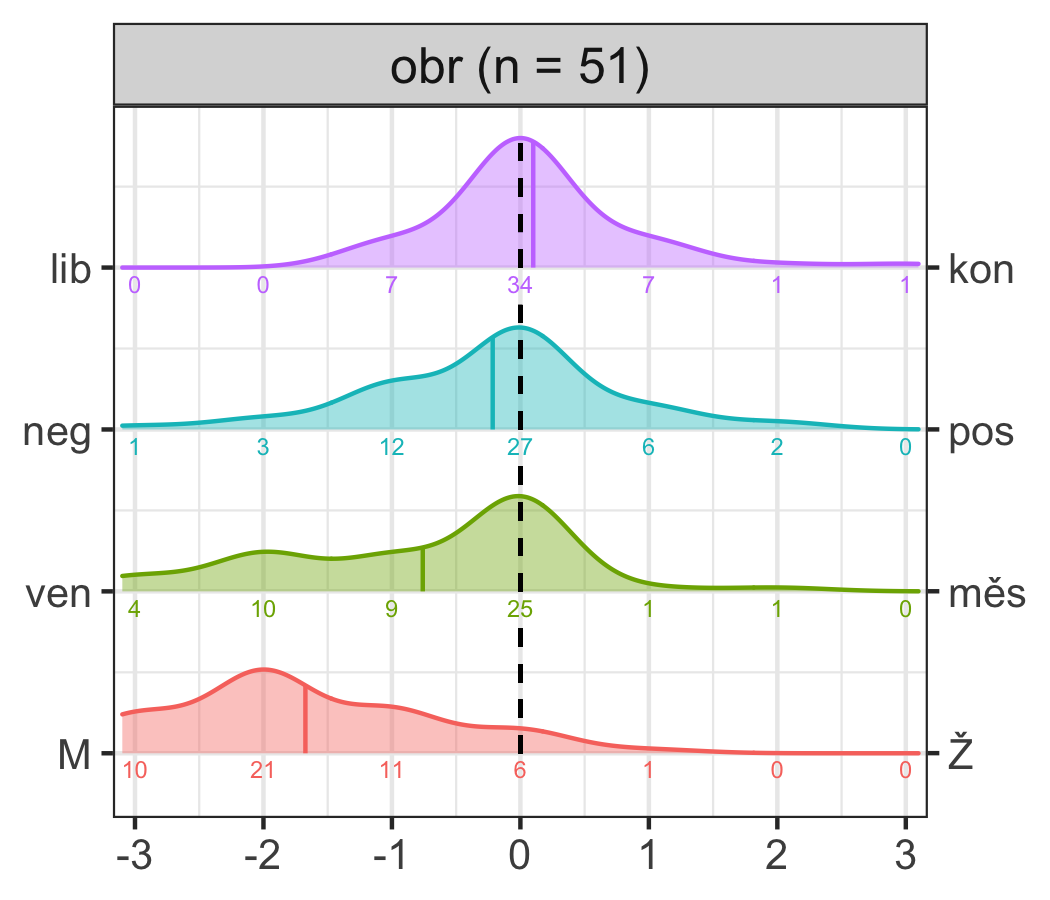 obr (n = 51)
lib kon
0 0 7 34 7 1 1
neg pos
1 3 12 27 6 2 0
ven měs
4 10 9 25 1 1 0
M Ž
10 21 11 6 1 0 0
-3 -2 -1 0 1 2 3